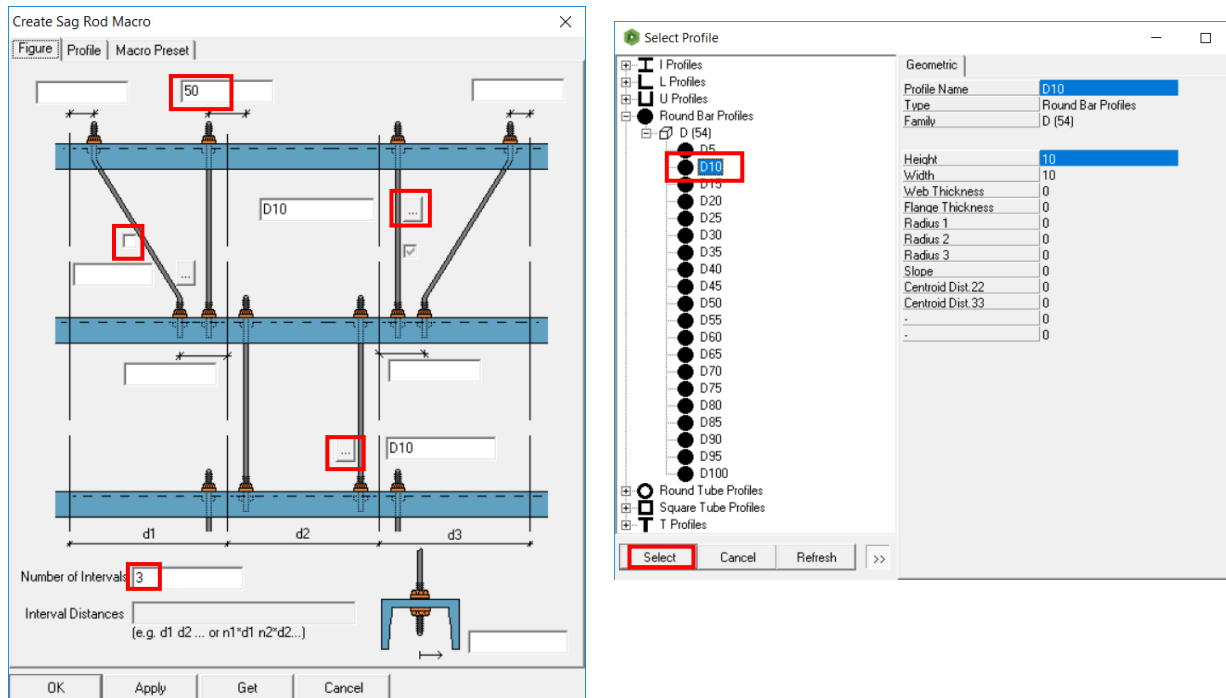 Create Sag Rod Macro
Figure Profile Macro Preset
50
D10
...
...
d1 d2 d3
... D10
Number of Intervals 3
Interval Distances
(e.g. d1 d2 ... or n1*d1 n2*d2...)
OK Apply Get Cancel
Select Profile
I Profiles
L Profiles
U Profiles
Round Bar Profiles
D (54)
D5
D10
D15
D20
D25
D30
D35
D40
D45
D50
D55
D60
D65
D70
D75
D80
D85
D90
D95
D100
Round Tube Profiles
Square Tube Profiles
T Profiles
Select Cancel Refresh >>
Geometric
Profile Name D10
Type Round Bar Profiles
Family D (54)
Height 10
Width 10
Web Thickness 0
Flange Thickness 0
Radius 1 0
Radius 2 0
Radius 3 0
Slope 0
Centroid Dist.22 0
Centroid Dist.33 0
- 0
- 0